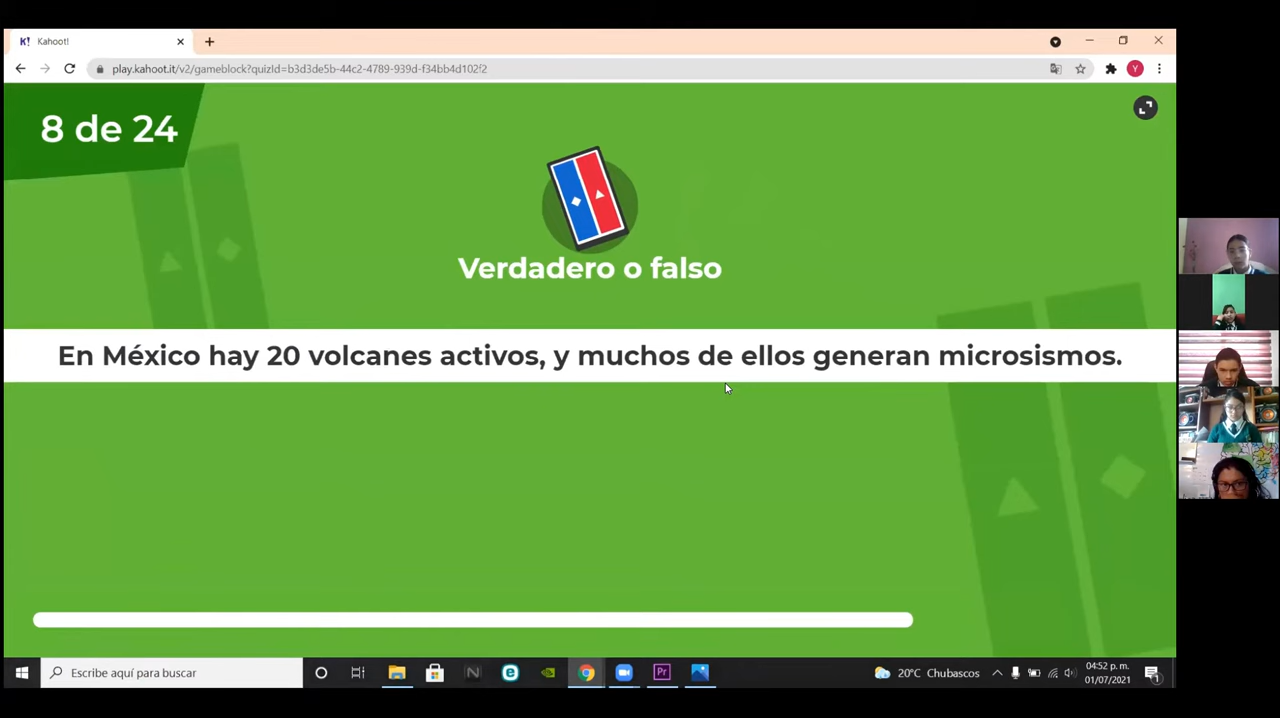 Kahoot!
play.kahoot.it/v2/gameblock?quizId=b3d3de5b-44c2-4789-939d-f34bb4d102f2
Y
8 de 24
Verdadero o falso
En México hay 20 volcanes activos, y muchos de ellos generan microsismos.
Escribe aquí para buscar
Pr
20°C Chubascos
04:52 p. m.
01/07/2021